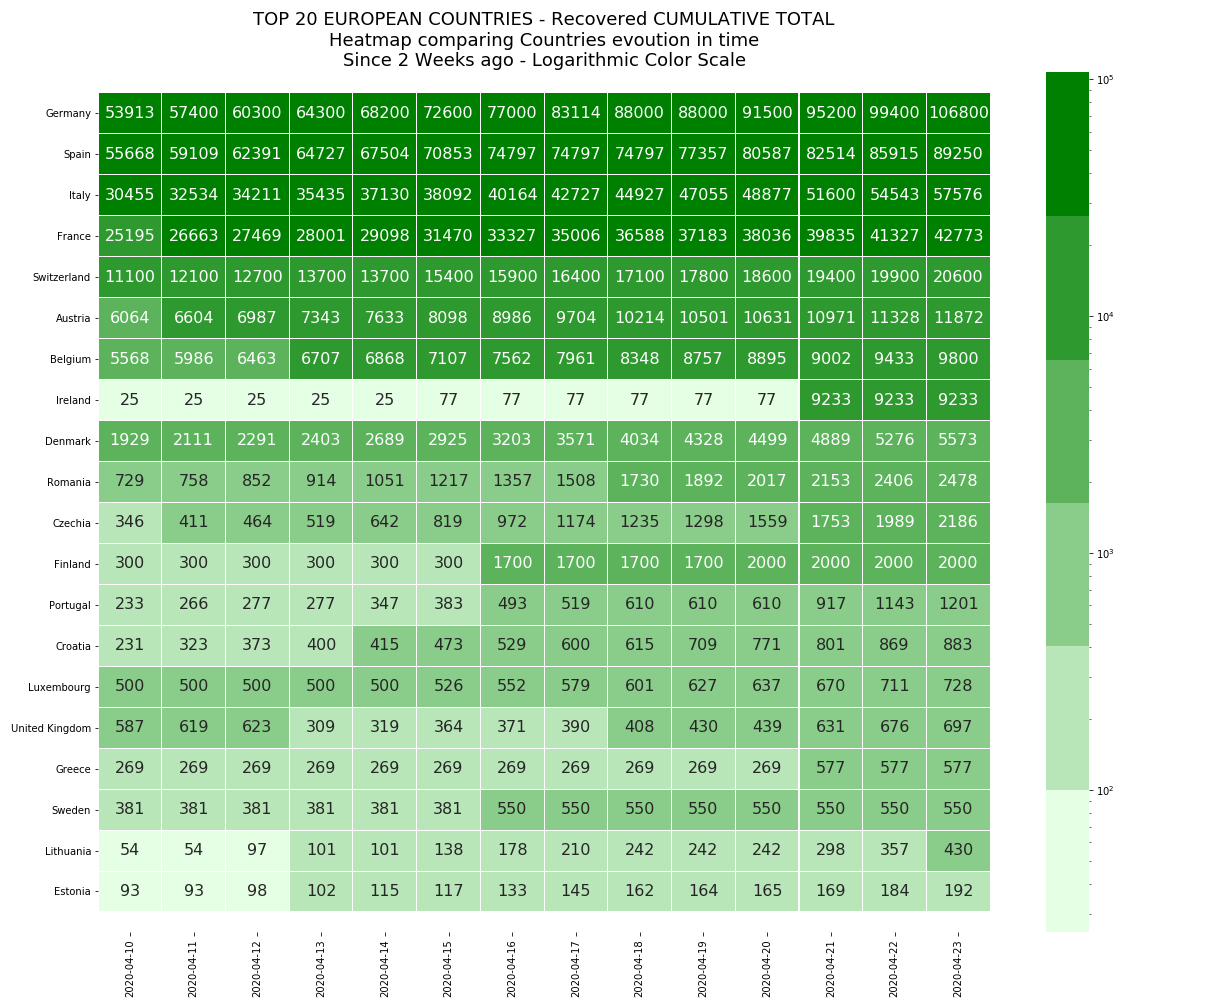 TOP 20 EUROPEAN COUNTRIES - Recovered CUMULATIVE TOTAL
Heatmap comparing Countries evoution in time
Since 2 Weeks ago - Logarithmic Color Scale
Germany 53913 57400 60300 64300 68200 72600 77000 83114 88000 88000 91500 95200 99400 106800
Spain 55668 59109 62391 64727 67504 70853 74797 74797 74797 77357 80587 82514 85915 89250
Italy 30455 32534 34211 35435 37130 38092 40164 42727 44927 47055 48877 51600 54543 57576
France 25195 26663 27469 28001 29098 31470 33327 35006 36588 37183 38036 39835 41327 42773
Switzerland 11100 12100 12700 13700 13700 15400 15900 16400 17100 17800 18600 19400 19900 20600
Austria 6064 6604 6987 7343 7633 8098 8986 9704 10214 10501 10631 10971 11328 11872
Belgium 5568 5986 6463 6707 6868 7107 7562 7961 8348 8757 8895 9002 9433 9800
Ireland 25 25 25 25 25 77 77 77 77 77 77 9233 9233 9233
Denmark 1929 2111 2291 2403 2689 2925 3203 3571 4034 4328 4499 4889 5276 5573
Romania 729 758 852 914 1051 1217 1357 1508 1730 1892 2017 2153 2406 2478
Czechia 346 411 464 519 642 819 972 1174 1235 1298 1559 1753 1989 2186
Finland 300 300 300 300 300 300 1700 1700 1700 1700 2000 2000 2000 2000
Portugal 233 266 277 277 347 383 493 519 610 610 610 917 1143 1201
Croatia 231 323 373 400 415 473 529 600 615 709 771 801 869 883
Luxembourg 500 500 500 500 500 526 552 579 601 627 637 670 711 728
United Kingdom 587 619 623 309 319 364 371 390 408 430 439 631 676 697
Greece 269 269 269 269 269 269 269 269 269 269 269 577 577 577
Sweden 381 381 381 381 381 381 550 550 550 550 550 550 550 550
Lithuania 54 54 97 101 101 138 178 210 242 242 242 298 357 430
Estonia 93 93 98 102 115 117 133 145 162 164 165 169 184 192
2020-04-10 2020-04-11 2020-04-12 2020-04-13 2020-04-14 2020-04-15 2020-04-16 2020-04-17 2020-04-18 2020-04-19 2020-04-20 2020-04-21 2020-04-22 2020-04-23
10⁵
10⁴
10³
10²